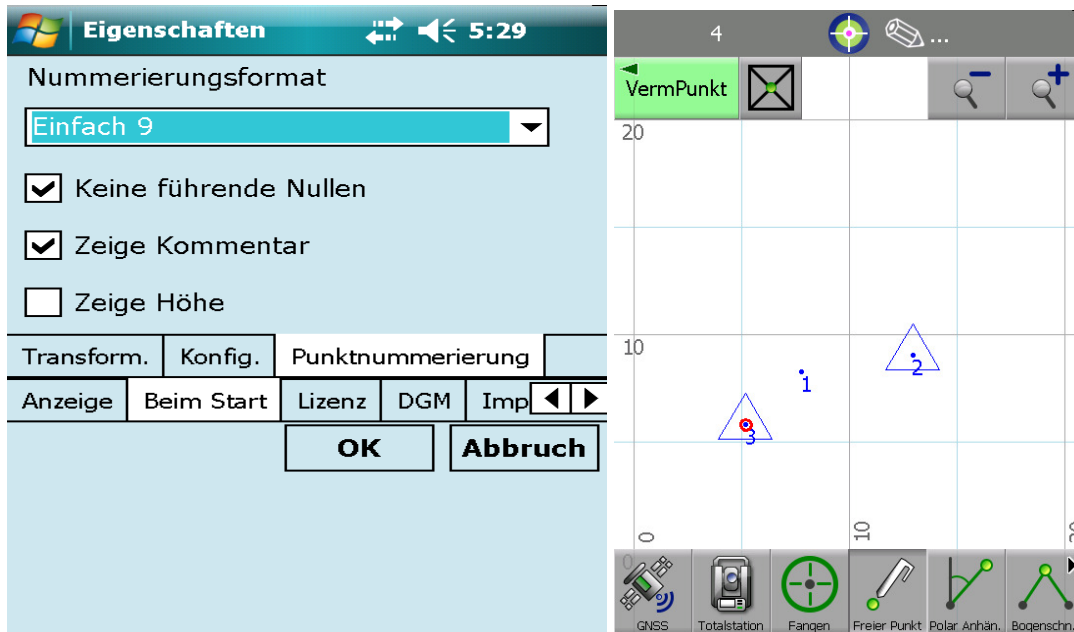 Eigenschaften 5:29
Nummerierungsformat
Einfach 9
Keine führende Nullen
Zeige Kommentar
Zeige Höhe
Transform. Konfig. Punktnummerierung
Anzeige Beim Start Lizenz DGM Imp
OK Abbruch
4 ...
VermPunkt
20
10
2
1
3
0 10
0
GNSS Totalstation Fangen Freier Punkt Polar Anhän. Bogenschn.